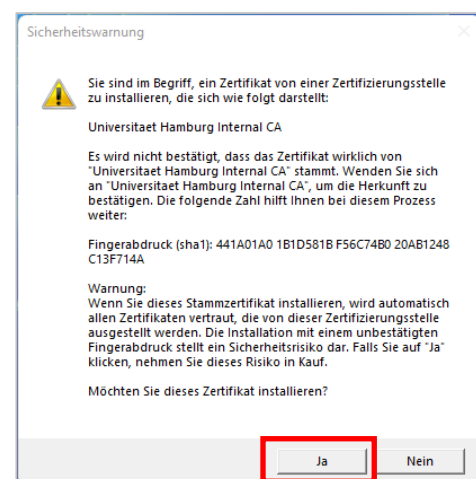 Sicherheitswarnung
Sie sind im Begriff, ein Zertifikat von einer Zertifizierungsstelle
zu installieren, die sich wie folgt darstellt:
Universitaet Hamburg Internal CA
Es wird nicht bestätigt, dass das Zertifikat wirklich von
"Universitaet Hamburg Internal CA" stammt. Wenden Sie sich
an "Universitaet Hamburg Internal CA", um die Herkunft zu
bestätigen. Die folgende Zahl hilft Ihnen bei diesem Prozess
weiter:
Fingerabdruck (sha1): 441A01A0 1B1D581B F56C74B0 20AB1248
C13F714A
Warnung:
Wenn Sie dieses Stammzertifikat installieren, wird automatisch
allen Zertifikaten vertraut, die von dieser Zertifizierungsstelle
ausgestellt werden. Die Installation mit einem unbestätigten
Fingerabdruck stellt ein Sicherheitsrisiko dar. Falls Sie auf "Ja"
klicken, nehmen Sie dieses Risiko in Kauf.
Möchten Sie dieses Zertifikat installieren?
Ja
Nein